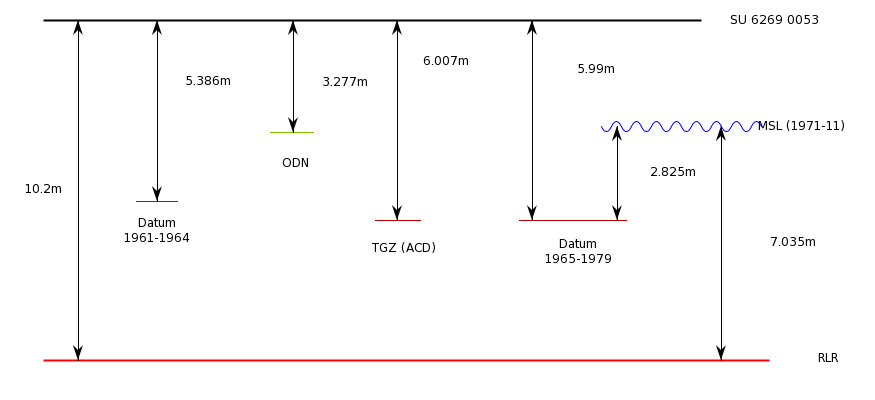 SU 6269 0053
6.007m
5.99m
5.386m
3.277m
MSL (1971-11)
ODN
2.825m
10.2m
Datum
1961-1964
TGZ (ACD)
Datum
1965-1979
7.035m
RLR